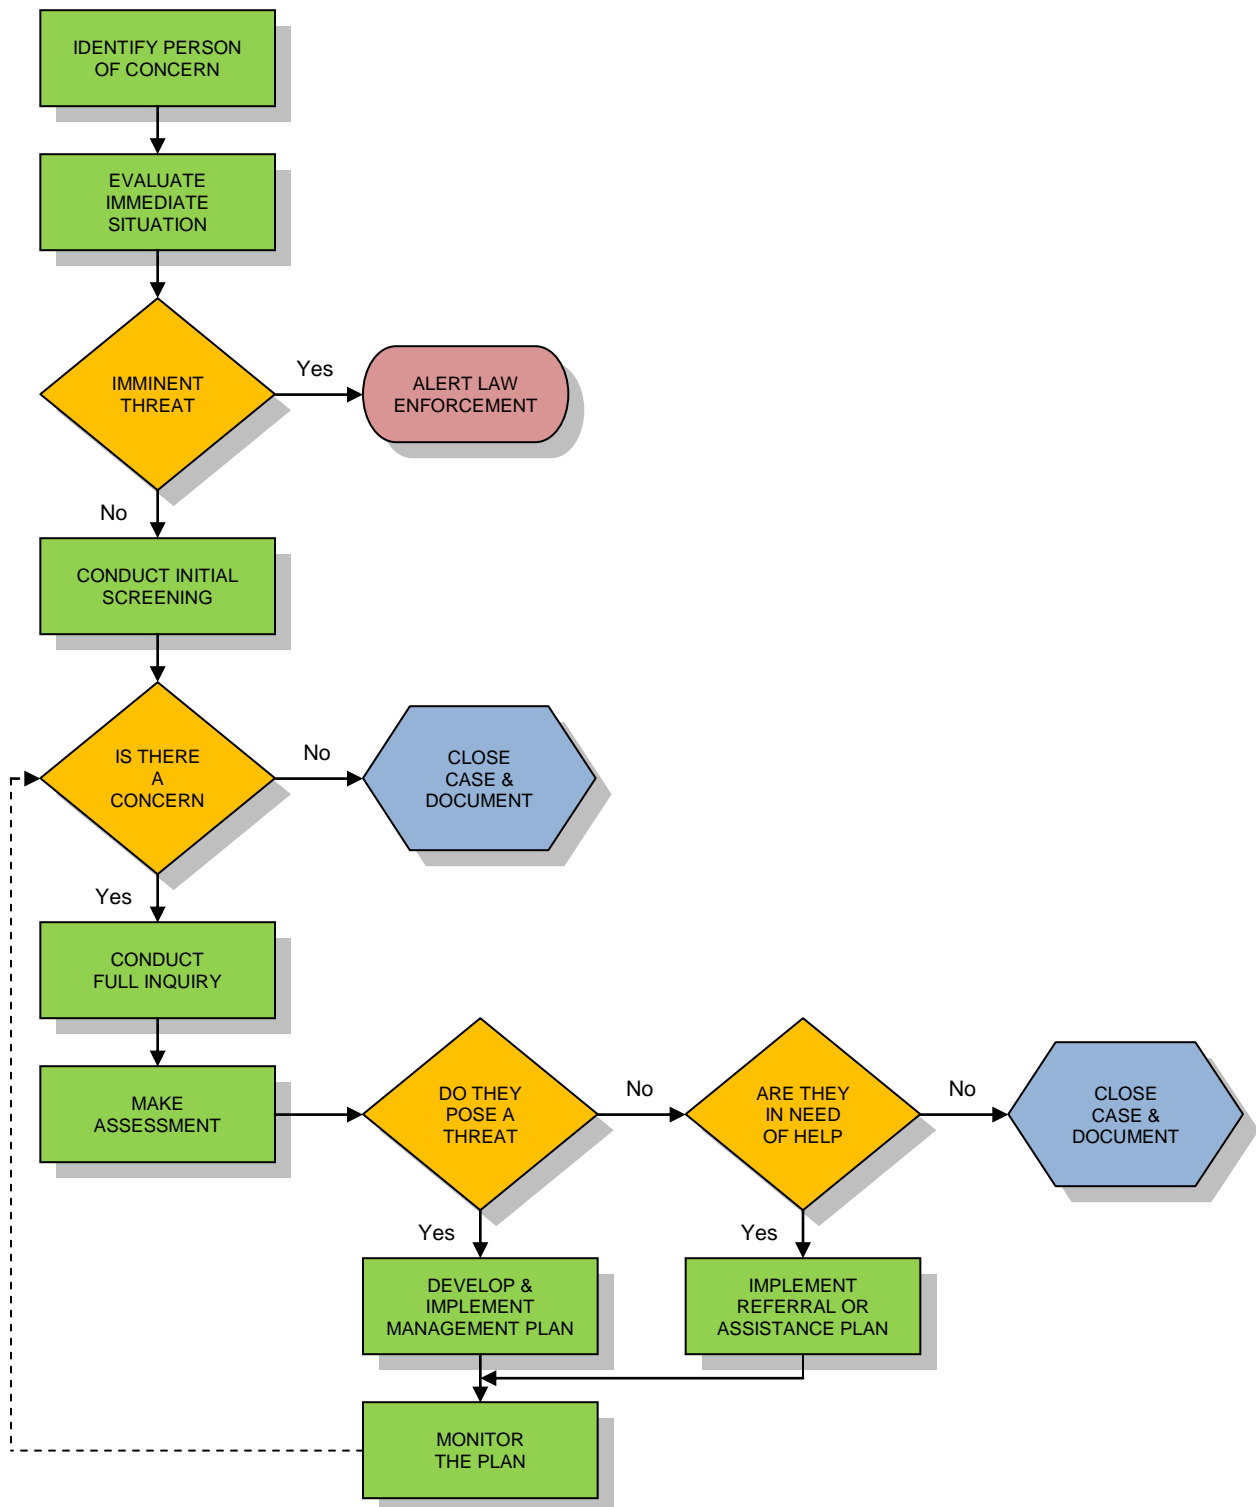 IDENTIFY PERSON
OF CONCERN
EVALUATE
IMMEDIATE
SITUATION
IMMINENT
THREAT
Yes
ALERT LAW
ENFORCEMENT
No
CONDUCT INITIAL
SCREENING
IS THERE
A
CONCERN
No
CLOSE
CASE &
DOCUMENT
Yes
CONDUCT
FULL INQUIRY
MAKE
ASSESSMENT
DO THEY
POSE A
THREAT
No
ARE THEY
IN NEED
OF HELP
No
CLOSE
CASE &
DOCUMENT
Yes
DEVELOP &
IMPLEMENT
MANAGEMENT PLAN
Yes
IMPLEMENT
REFERRAL OR
ASSISTANCE PLAN
MONITOR
THE PLAN